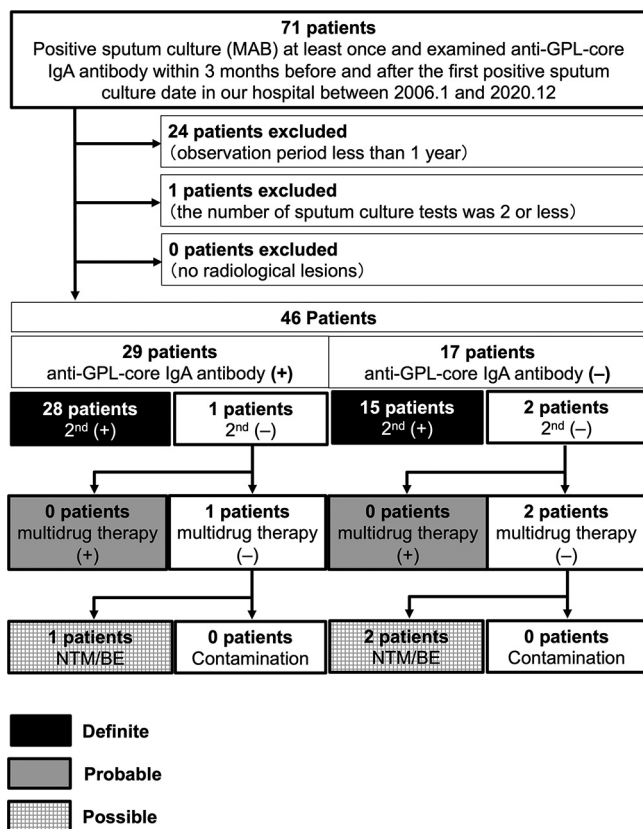 71 patients
Positive sputum culture (MAB) at least once and examined anti-GPL-core
IgA antibody within 3 months before and after the first positive sputum
culture date in our hospital between 2006.1 and 2020.12
24 patients excluded
(observation period less than 1 year)
1 patients excluded
(the number of sputum culture tests was 2 or less)
0 patients excluded
(no radiological lesions)
46 Patients
29 patients
anti-GPL-core IgA antibody (+)
17 patients
anti-GPL-core IgA antibody (–)
28 patients
2nd (+)
1 patients
2nd (–)
15 patients
2nd (+)
2 patients
2nd (–)
0 patients
multidrug therapy
(+)
1 patients
multidrug therapy
(–)
0 patients
multidrug therapy
(+)
2 patients
multidrug therapy
(–)
1 patients
NTM/BE
0 patients
Contamination
2 patients
NTM/BE
0 patients
Contamination
Definite
Probable
Possible